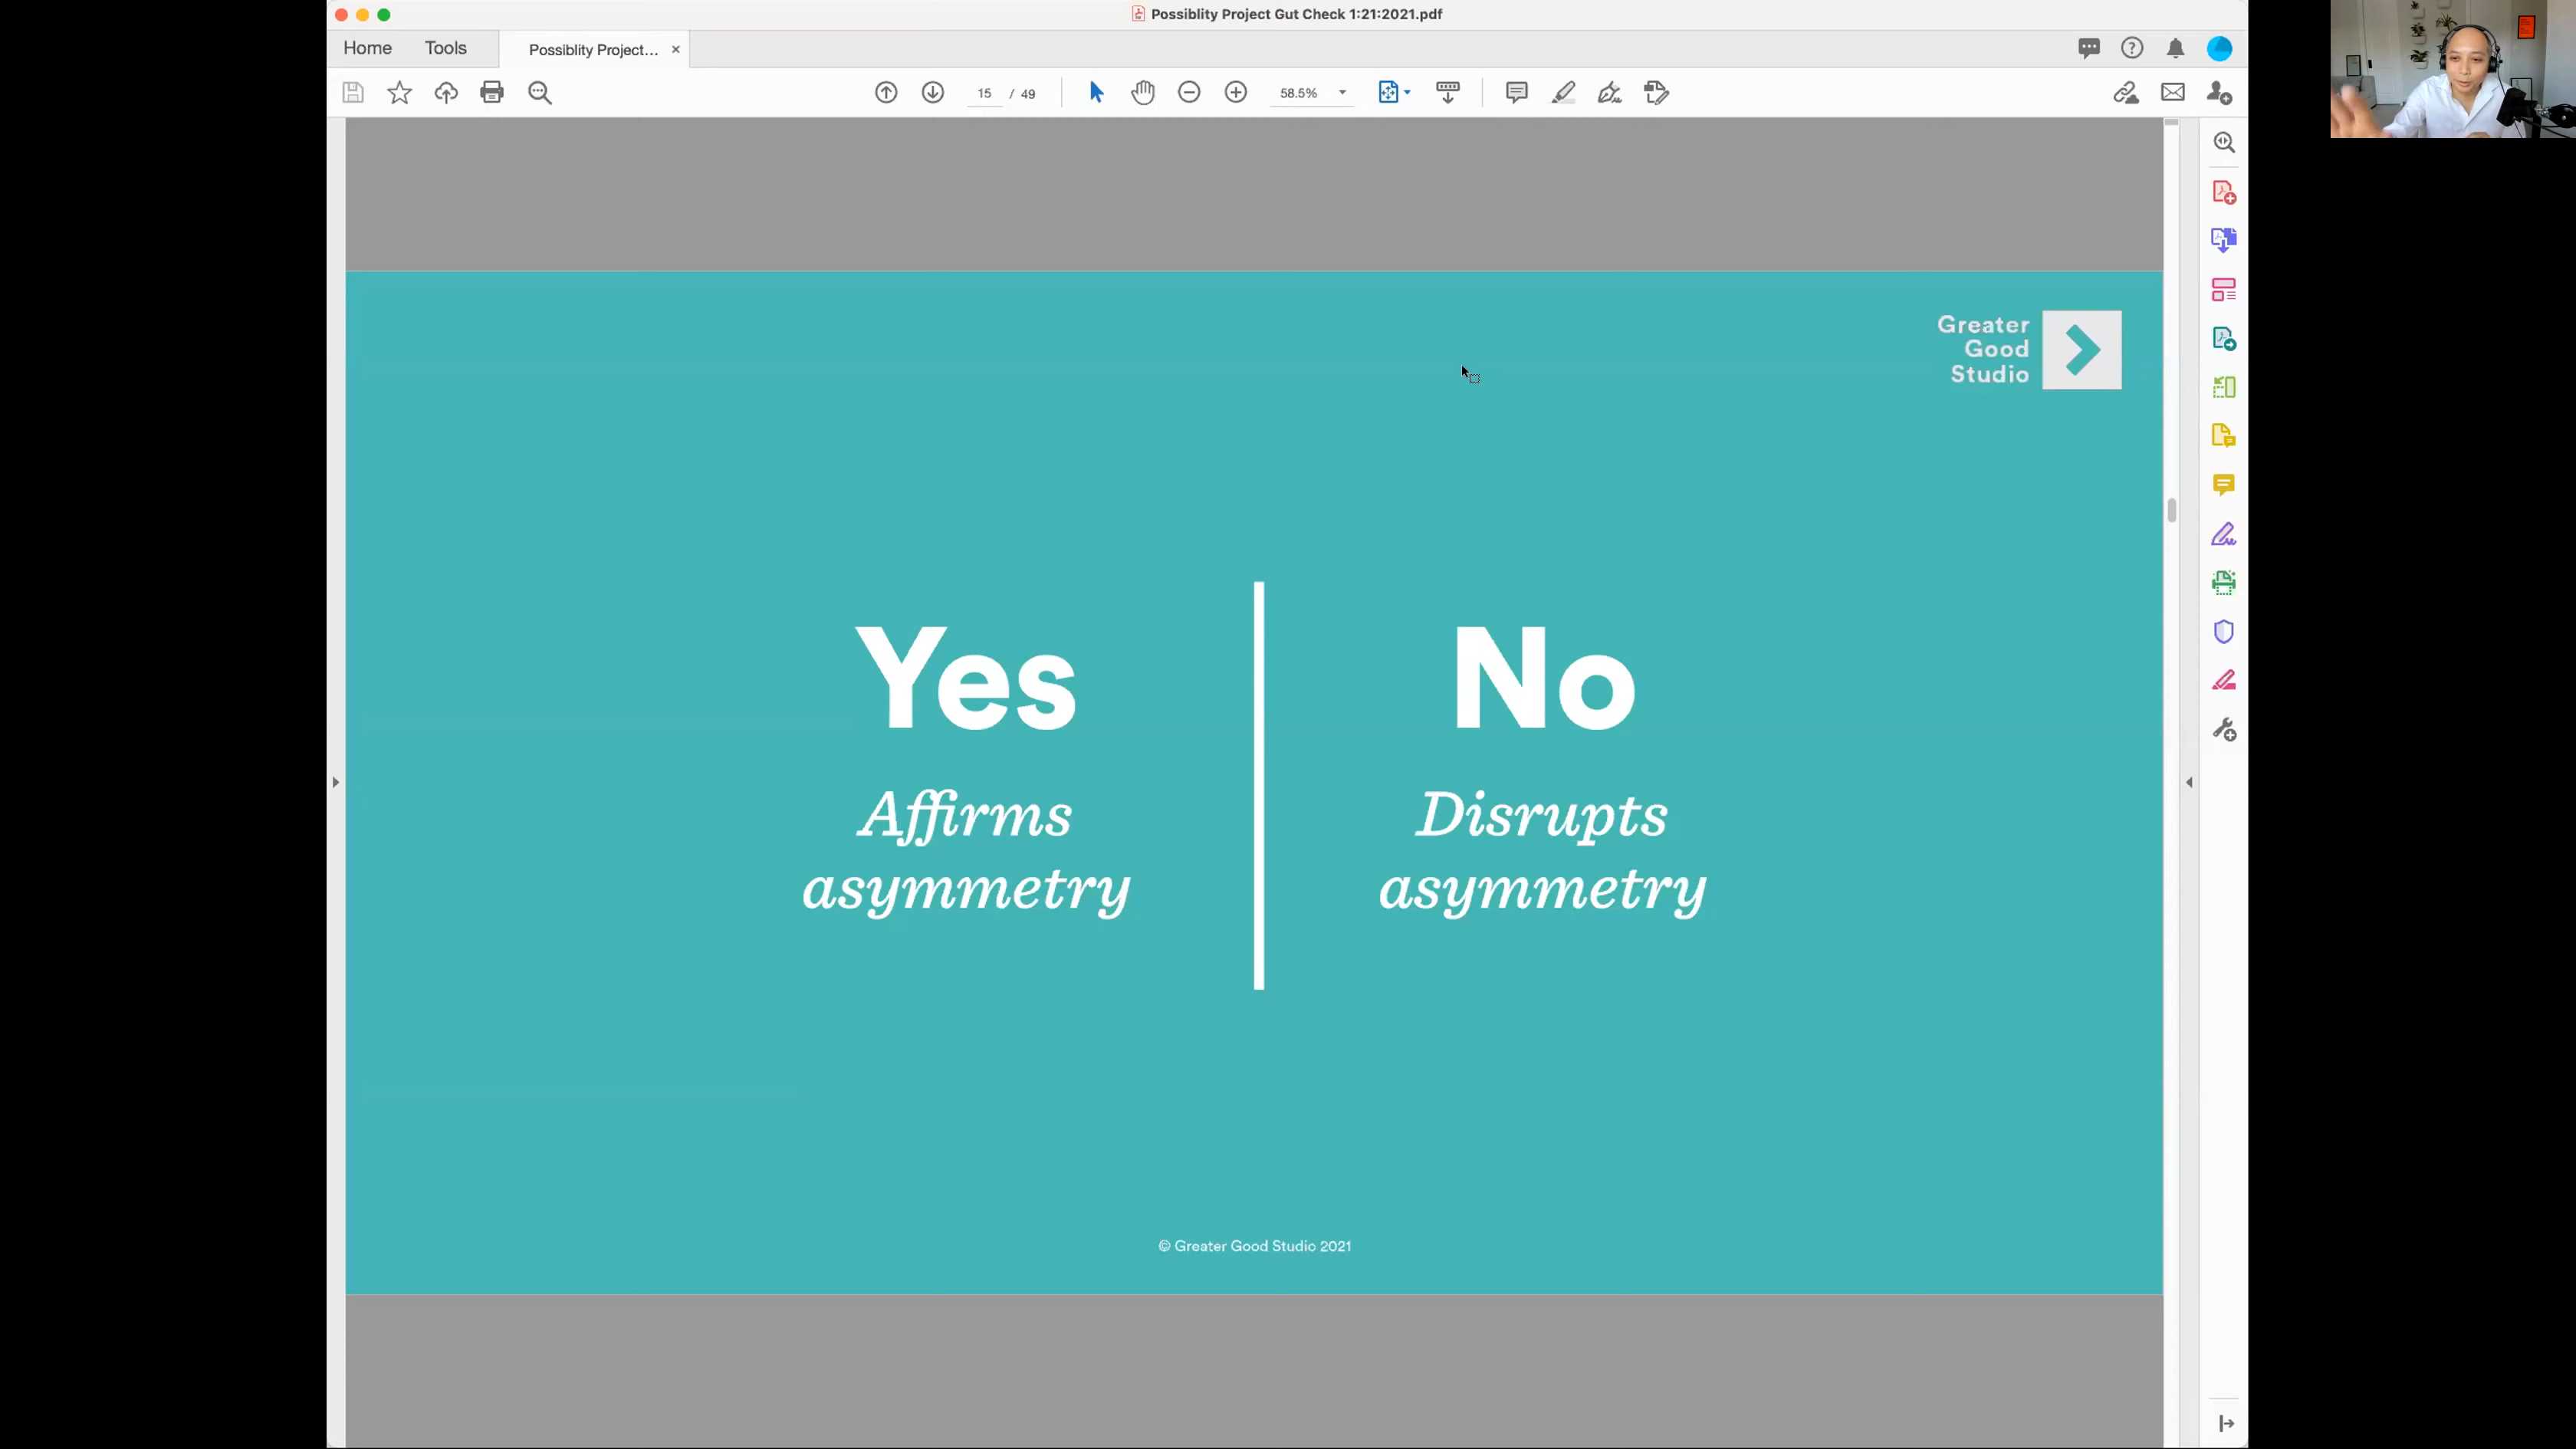 Possiblity Project Gut Check 1:21:2021.pdf
Home
Tools
Possiblity Project...
15 / 49
58.5%
Greater
Good
Studio
Yes
Affirms
asymmetry
No
Disrupts
asymmetry
© Greater Good Studio 2021